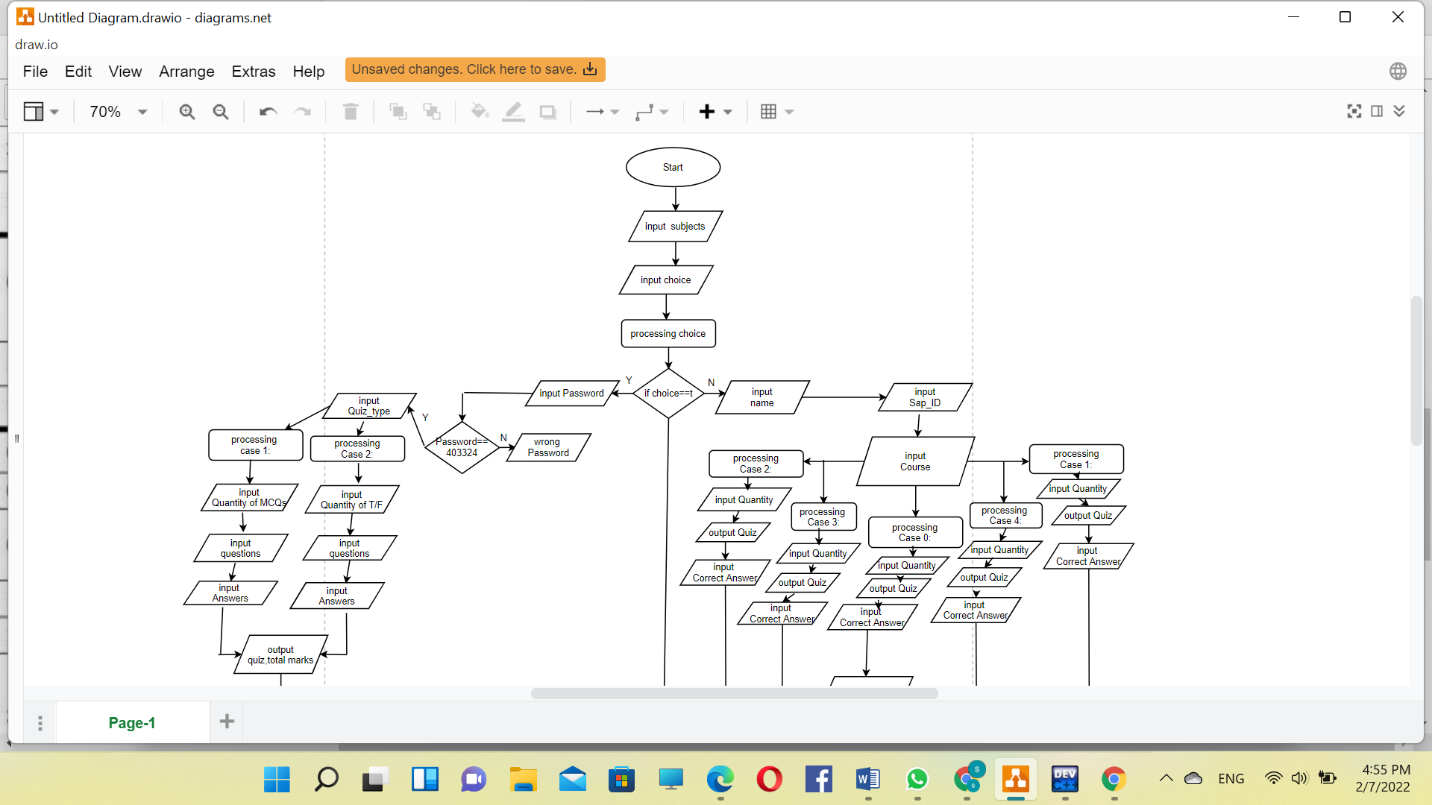 Untitled Diagram.drawio - diagrams.net
draw.io
File Edit View Arrange Extras Help
Unsaved changes. Click here to save.
70%
Start
input subjects
input choice
processing choice
if choice==t
Y
N
Input Password
input
name
input
Sap_ID
input
Quiz_type
Y
Password==
403324
N
wrong
Password
processing
case 1:
processing
Case 2:
input
Quantity of MCQs
input
Quantity of T/F
input
questions
input
questions
input
Answers
input
Answers
output
quiz,total marks
input
Course
processing
Case 2:
input Quantity
output Quiz
input
Correct Answer
processing
Case 3:
input Quantity
output Quiz
input
Correct Answer
processing
Case 0:
input Quantity
output Quiz
input
Correct Answer
processing
Case 4:
input Quantity
output Quiz
input
Correct Answer
processing
Case 1:
input Quantity
output Quiz
input
Correct Answer
Page-1
DEV
C++
ENG
4:55 PM
2/7/2022